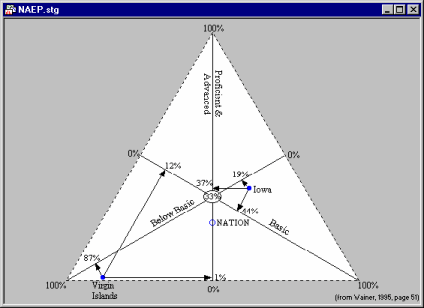 NAEP.stg
100%
Proficient &
Advanced
0%
0%
12%
19%
37%
Iowa
33%
44%
Below Basic
NATION
Basic
87%
1%
100%
Virgin
Islands
0%
100%
(from Wainer, 1995, page 51)